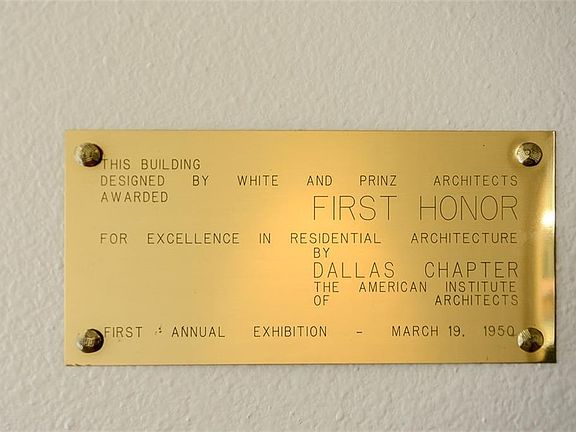 THIS BUILDING
DESIGNED BY WHITE AND PRINZ ARCHITECTS
AWARDED
FIRST HONOR
FOR EXCELLENCE IN RESIDENTIAL ARCHITECTURE
BY
DALLAS CHAPTER
THE AMERICAN INSTITUTE
OF ARCHITECTS
FIRST ANNUAL EXHIBITION - MARCH 19, 1950